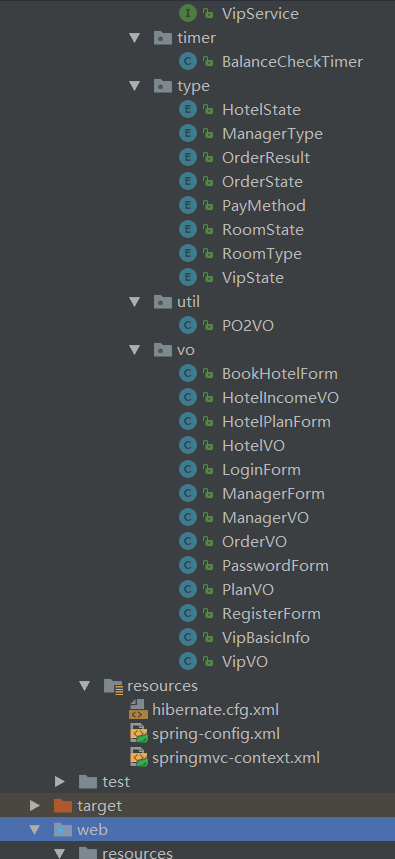 VipService
timer
BalanceCheckTimer
type
HotelState
ManagerType
OrderResult
OrderState
PayMethod
RoomState
RoomType
VipState
util
PO2VO
vo
BookHotelForm
HotelIncomeVO
HotelPlanForm
HotelVO
LoginForm
ManagerForm
ManagerVO
OrderVO
PasswordForm
PlanVO
RegisterForm
VipBasicInfo
VipVO
resources
hibernate.cfg.xml
spring-config.xml
springmvc-context.xml
test
target
web
resources